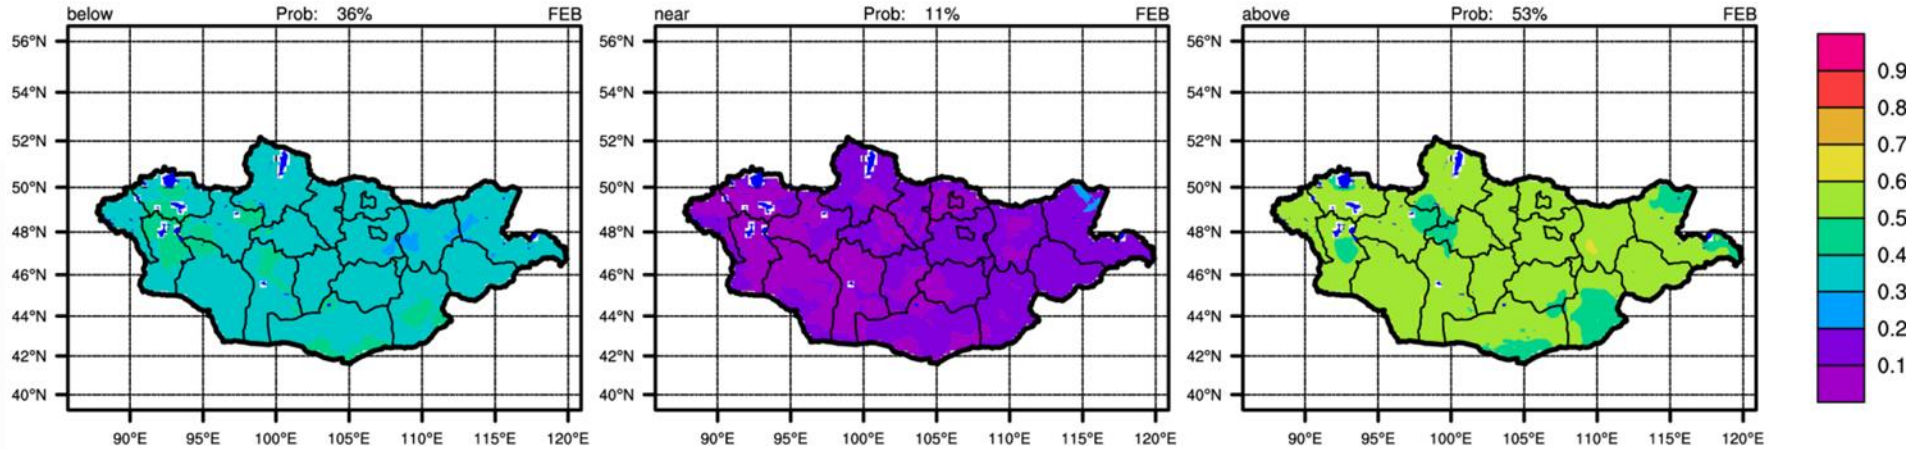 below Prob: 36% FEB
56°N
54°N
52°N
50°N
48°N
46°N
44°N
42°N
40°N
90°E 95°E 100°E 105°E 110°E 115°E 120°E
near Prob: 11% FEB
56°N
54°N
52°N
50°N
48°N
46°N
44°N
42°N
40°N
90°E 95°E 100°E 105°E 110°E 115°E 120°E
above Prob: 53% FEB
56°N
54°N
52°N
50°N
48°N
46°N
44°N
42°N
40°N
90°E 95°E 100°E 105°E 110°E 115°E 120°E
0.9
0.8
0.7
0.6
0.5
0.4
0.3
0.2
0.1